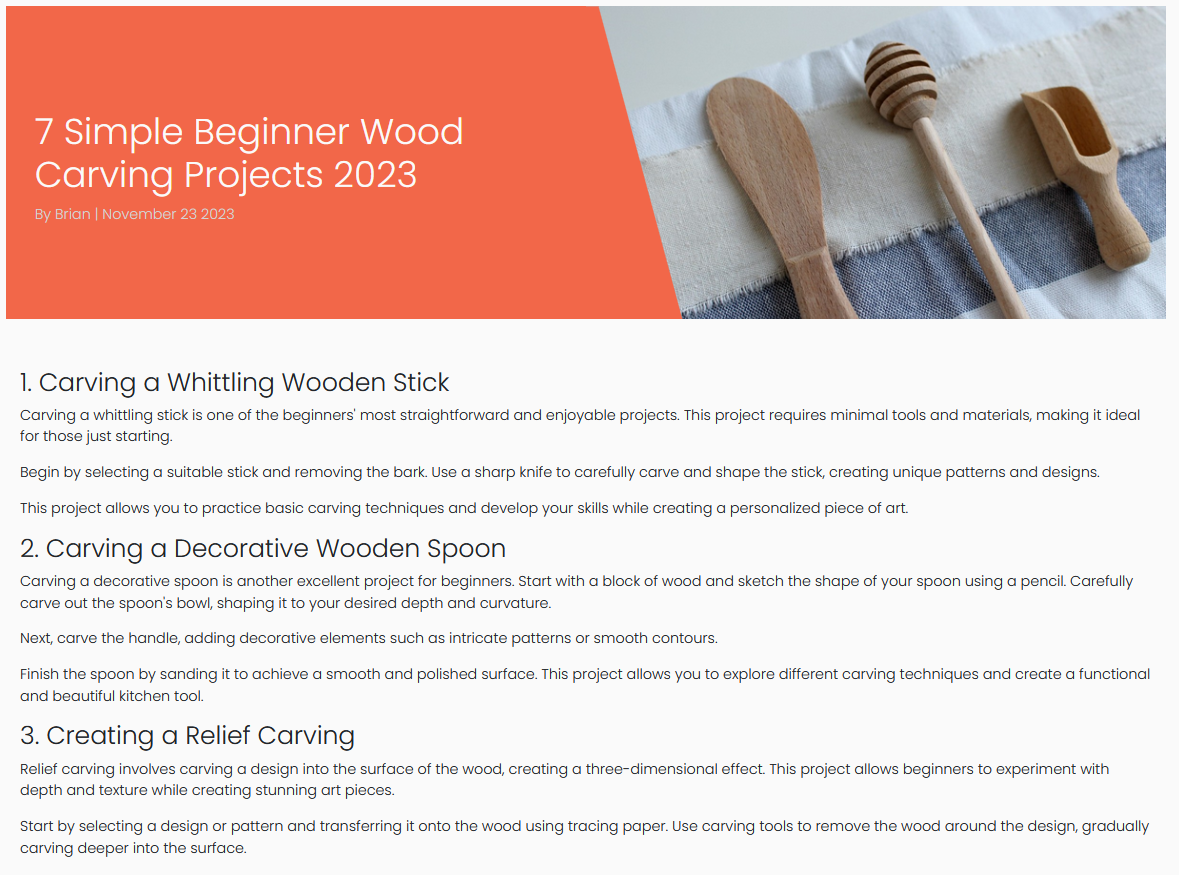 7 Simple Beginner Wood
Carving Projects 2023
By Brian | November 23 2023
1. Carving a Whittling Wooden Stick
Carving a whittling stick is one of the beginners' most straightforward and enjoyable projects. This project requires minimal tools and materials, making it ideal
for those just starting.
Begin by selecting a suitable stick and removing the bark. Use a sharp knife to carefully carve and shape the stick, creating unique patterns and designs.
This project allows you to practice basic carving techniques and develop your skills while creating a personalized piece of art.
2. Carving a Decorative Wooden Spoon
Carving a decorative spoon is another excellent project for beginners. Start with a block of wood and sketch the shape of your spoon using a pencil. Carefully
carve out the spoon's bowl, shaping it to your desired depth and curvature.
Next, carve the handle, adding decorative elements such as intricate patterns or smooth contours.
Finish the spoon by sanding it to achieve a smooth and polished surface. This project allows you to explore different carving techniques and create a functional
and beautiful kitchen tool.
3. Creating a Relief Carving
Relief carving involves carving a design into the surface of the wood, creating a three-dimensional effect. This project allows beginners to experiment with
depth and texture while creating stunning art pieces.
Start by selecting a design or pattern and transferring it onto the wood using tracing paper. Use carving tools to remove the wood around the design, gradually
carving deeper into the surface.